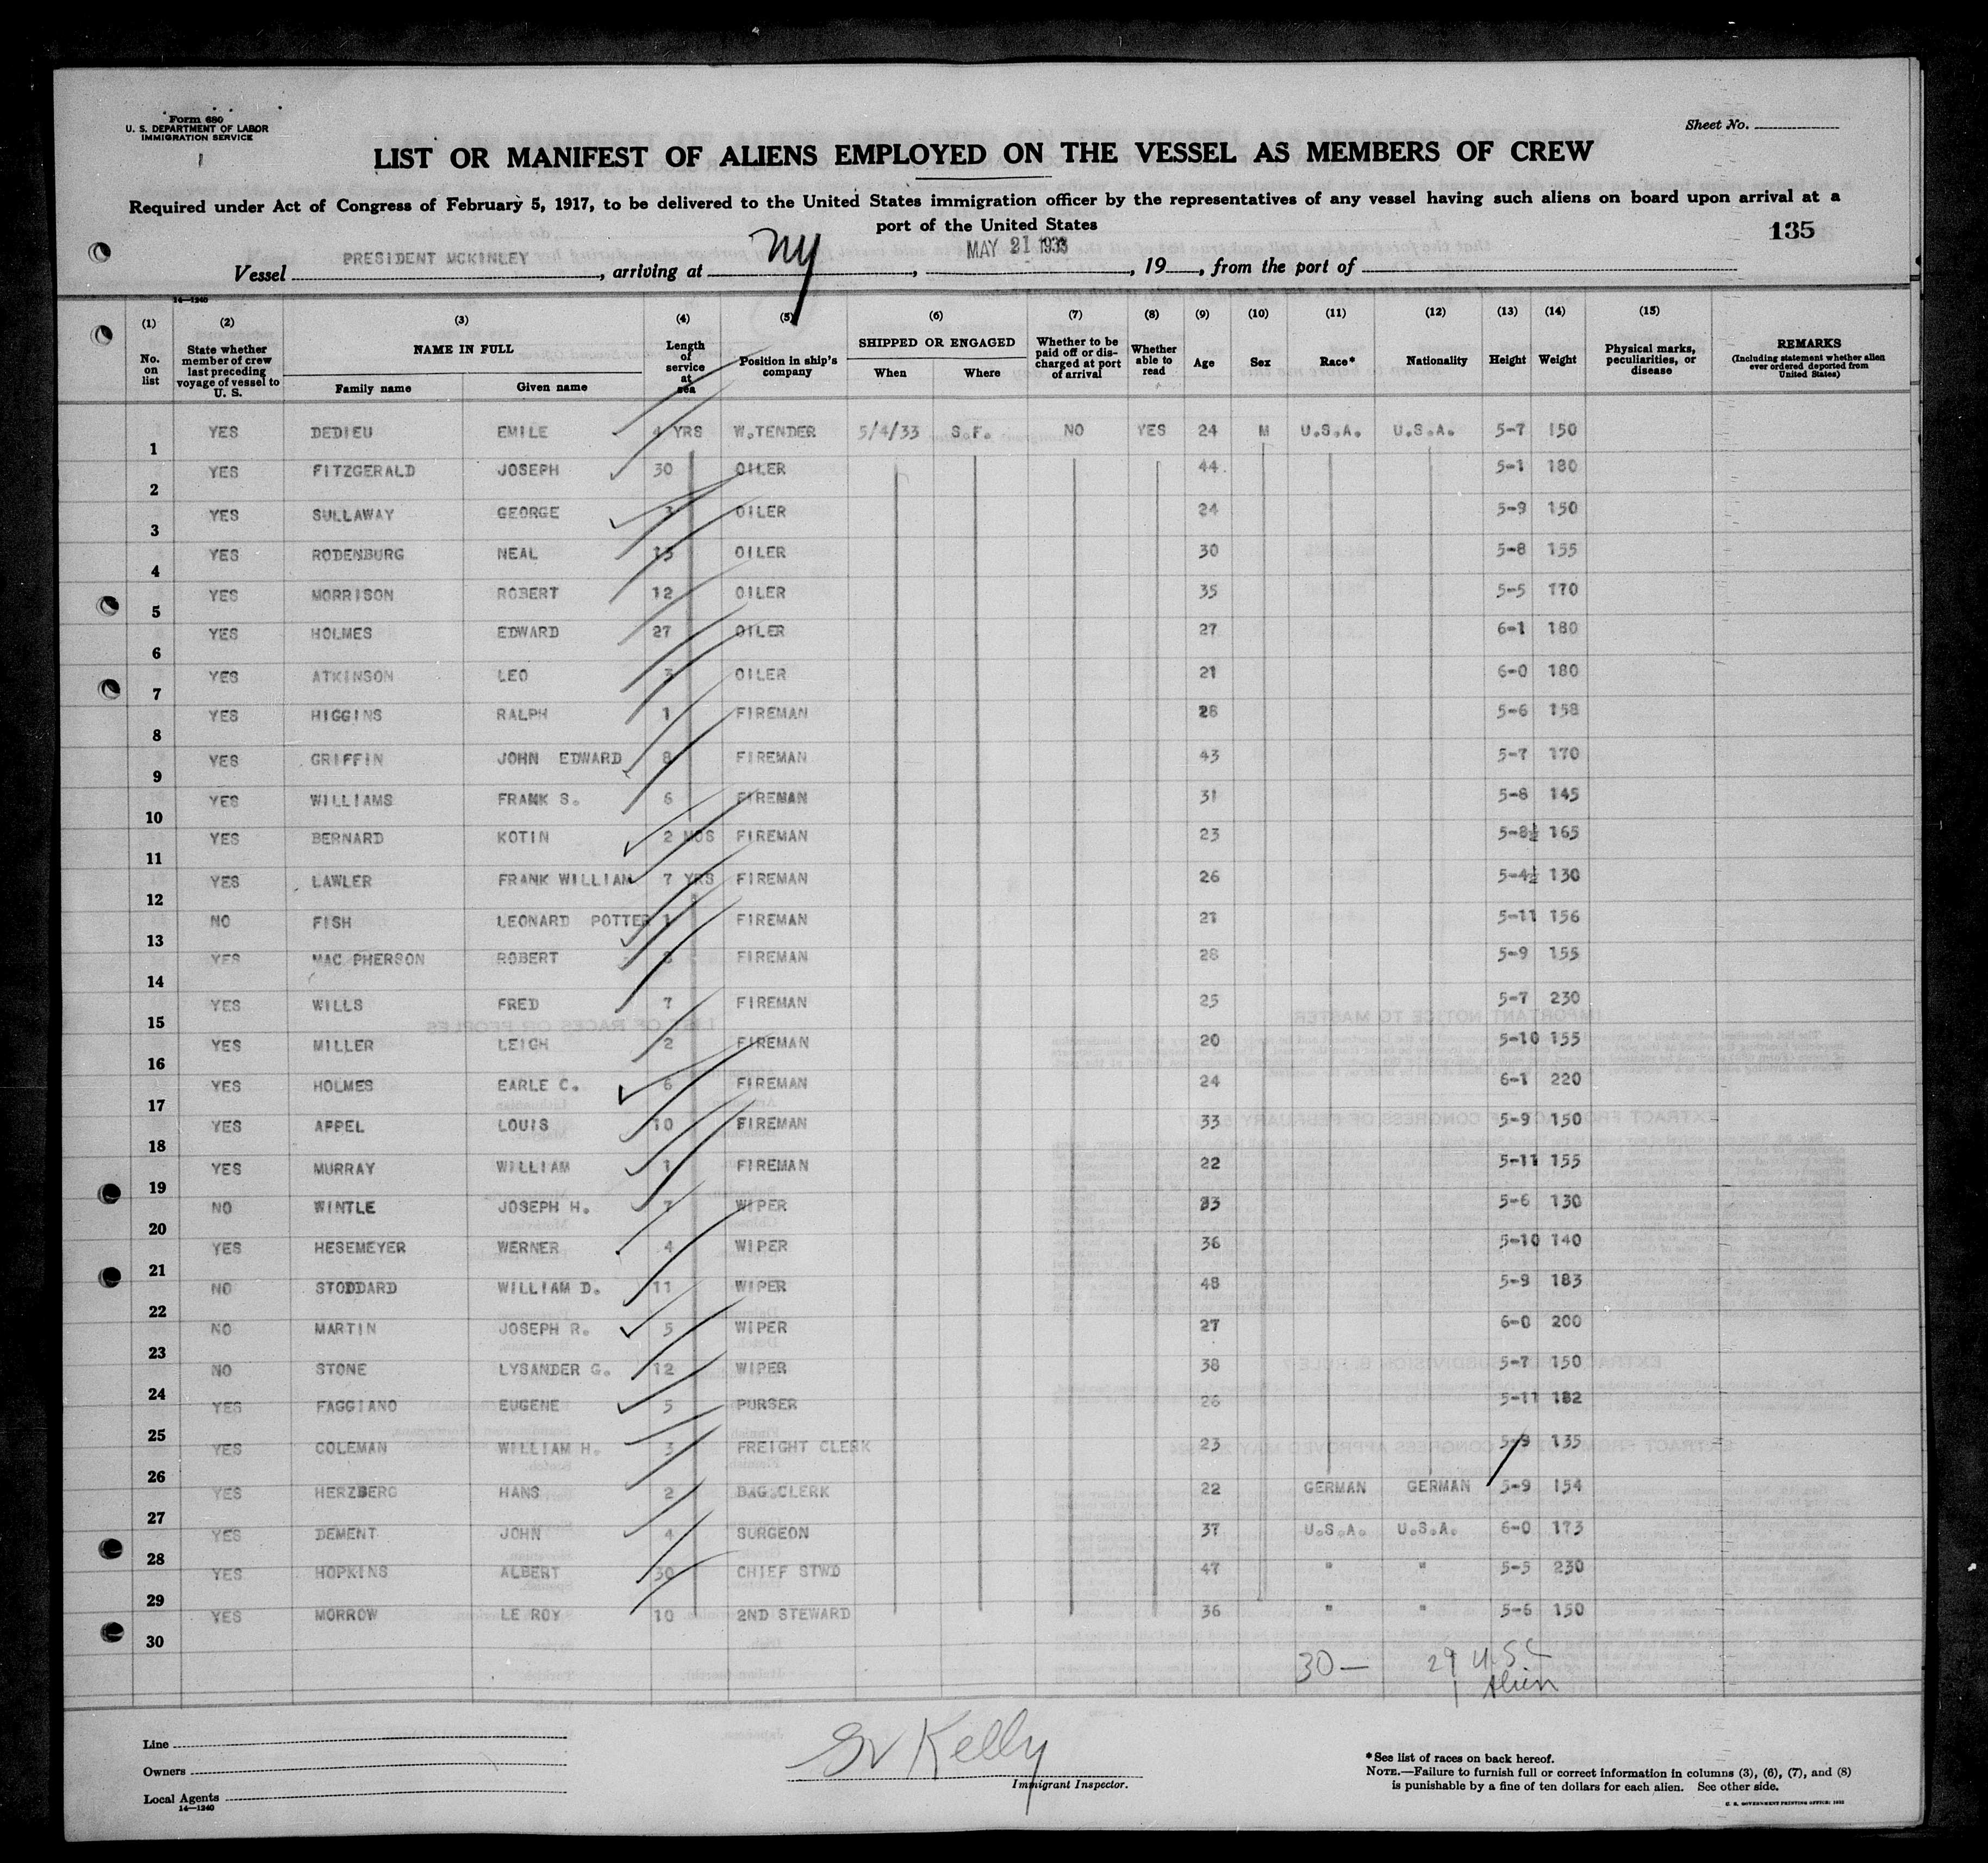 Form 680
U. S. DEPARTMENT OF LABOR
IMMIGRATION SERVICE
Sheet No.
LIST OR MANIFEST OF ALIENS EMPLOYED ON THE VESSEL AS MEMBERS OF CREW
Required under Act of Congress of February 5, 1917, to be delivered to the United States immigration officer by the representatives of any vessel having such aliens on board upon arrival at a
port of the United States
135
Vessel PRESIDENT MCKINLEY, arriving at NY, MAY 21 1933, 19, from the port of
14—1240
(1) (2) (3) (4) (5) (6) (7) (8) (9) (10) (11) (12) (13) (14) (15)
No. on list
State whether member of crew last preceding voyage of vessel to U. S.
NAME IN FULL
Family name
Given name
Length of service at sea
Position in ship's company
SHIPPED OR ENGAGED
When
Where
Whether to be paid off or discharged at port of arrival
Whether able to read
Age
Sex
Race*
Nationality
Height
Weight
Physical marks, peculiarities, or disease
REMARKS
(Including statement whether alien ever ordered deported from United States)
1 YES DEDIEU EMILE 4 YRS W.TENDER 5/4/33 S.F. NO YES 24 M U.S.A. U.S.A. 5-7 150
2 YES FITZGERALD JOSEPH 30 OILER 44 5-1 180
3 YES SULLAWAY GEORGE 3 OILER 24 5-9 150
4 YES RODENBURG NEAL 13 OILER 30 5-8 155
5 YES MORRISON ROBERT 12 OILER 35 5-5 170
6 YES HOLMES EDWARD 27 OILER 27 6-1 180
7 YES ATKINSON LEO 3 OILER 21 6-0 180
8 YES HIGGINS RALPH 1 FIREMAN 28 5-6 158
9 YES GRIFFIN JOHN EDWARD 8 FIREMAN 43 5-7 170
10 YES WILLIAMS FRANK S. 6 FIREMAN 31 5-8 145
11 YES BERNARD KOTIN 2 MOS FIREMAN 23 5-8½ 165
12 YES LAWLER FRANK WILLIAM 7 YRS FIREMAN 26 5-4½ 130
13 NO FISH LEONARD POTTER 1 FIREMAN 21 5-11 156
14 YES MAC PHERSON ROBERT FIREMAN 28 5-9 155
15 YES WILLS FRED 7 FIREMAN 25 5-7 230
16 YES MILLER LEIGH 2 FIREMAN 20 5-10 155
17 YES HOLMES EARLE C. 6 FIREMAN 24 6-1 220
18 YES APPEL LOUIS 10 FIREMAN 33 5-9 150
19 YES MURRAY WILLIAM 1 FIREMAN 22 5-11 155
20 NO WINTLE JOSEPH H. 7 WIPER 5-6 130
21 YES HESEMEYER WERNER 4 WIPER 36 5-10 140
22 NO STODDARD WILLIAM D. 11 WIPER 48 5-9 183
23 NO MARTIN JOSEPH R. 5 WIPER 27 6-0 200
24 NO STONE LYSANDER G. 12 WIPER 38 5-7 150
25 YES FAGGIANO EUGENE 5 PURSER 26 5-11 182
26 YES COLEMAN WILLIAM H. 3 FREIGHT CLERK 23 5-9 135
27 YES HERZBERG HANS 2 BAG.CLERK 22 GERMAN GERMAN 5-9 154
28 YES DEMENT JOHN 4 SURGEON 37 U.S.A. U.S.A. 6-0 173
29 YES HOPKINS ALBERT 30 CHIEF STWD 47 " " 5-5 230
30 YES MORROW LE ROY 10 2ND STEWARD 36 " " 5-6 150
30— 29 U.S.C
1 Alien
Line
Owners
Local Agents
14—1240
Kelly
Immigrant Inspector.
*See list of races on back hereof.
NOTE.—Failure to furnish full or correct information in columns (3), (6), (7), and (8)
is punishable by a fine of ten dollars for each alien. See other side.
U. S. GOVERNMENT PRINTING OFFICE: 1932